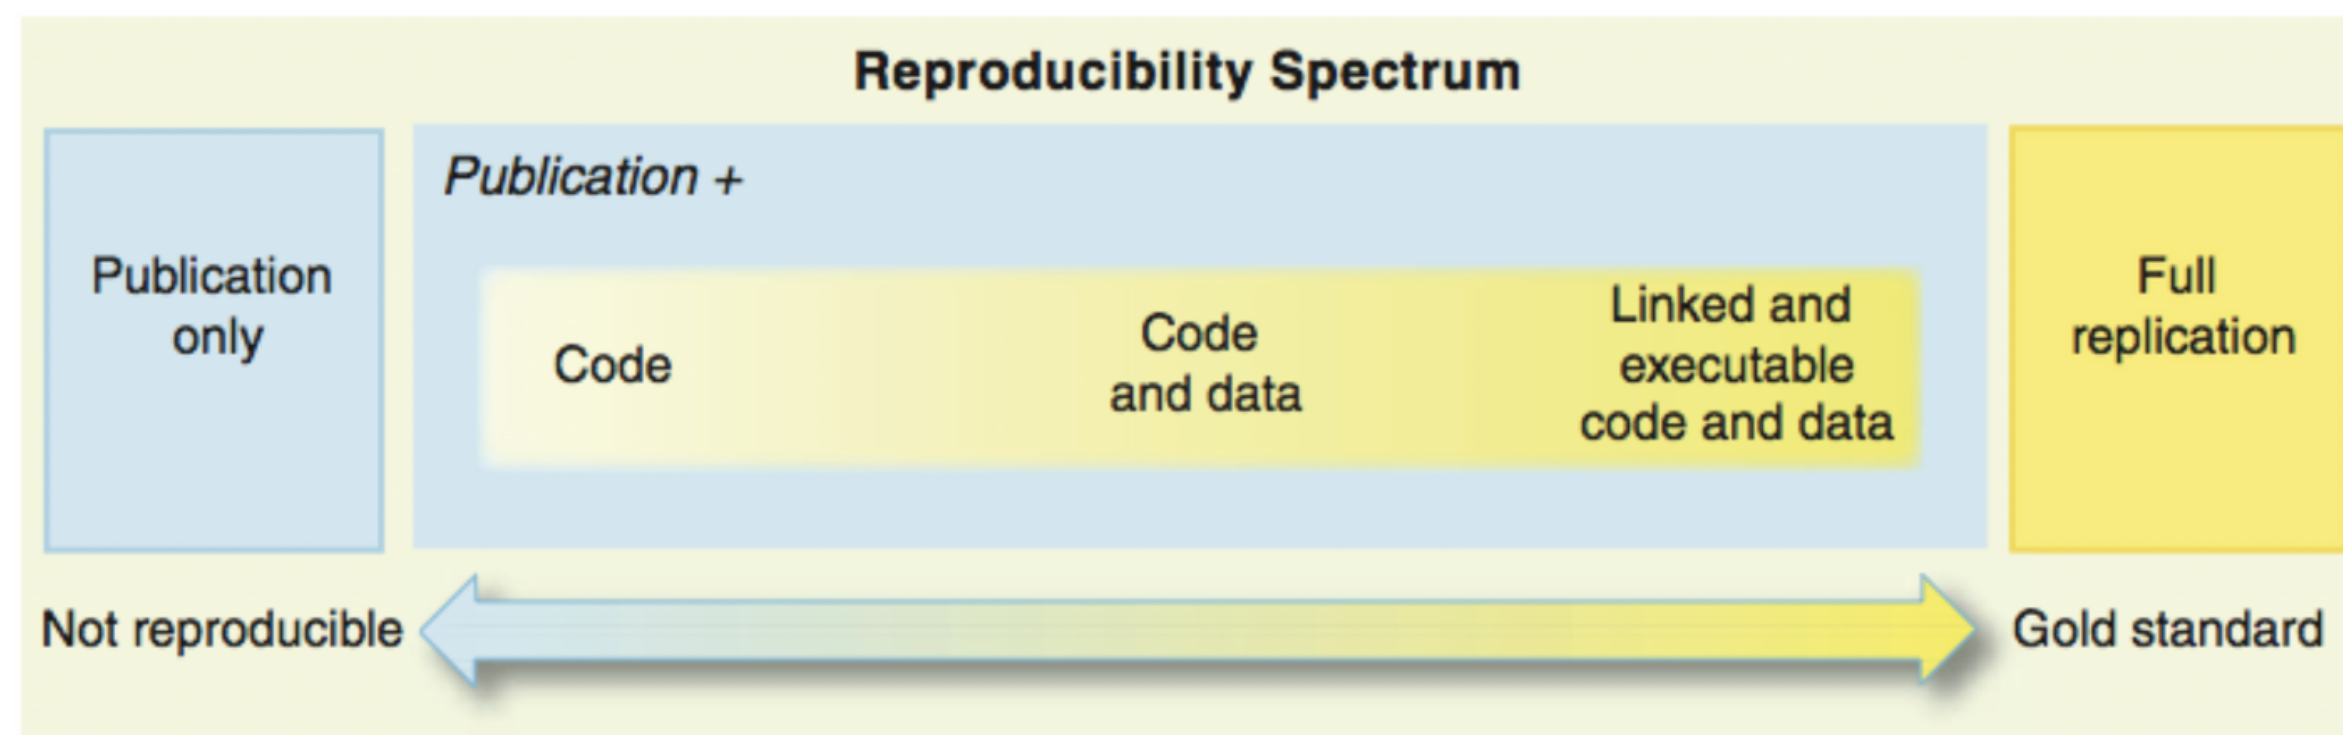 Reproducibility Spectrum
Publication
only
Publication +
Code
Code
and data
Linked and
executable
code and data
Full
replication
Not reproducible
Gold standard